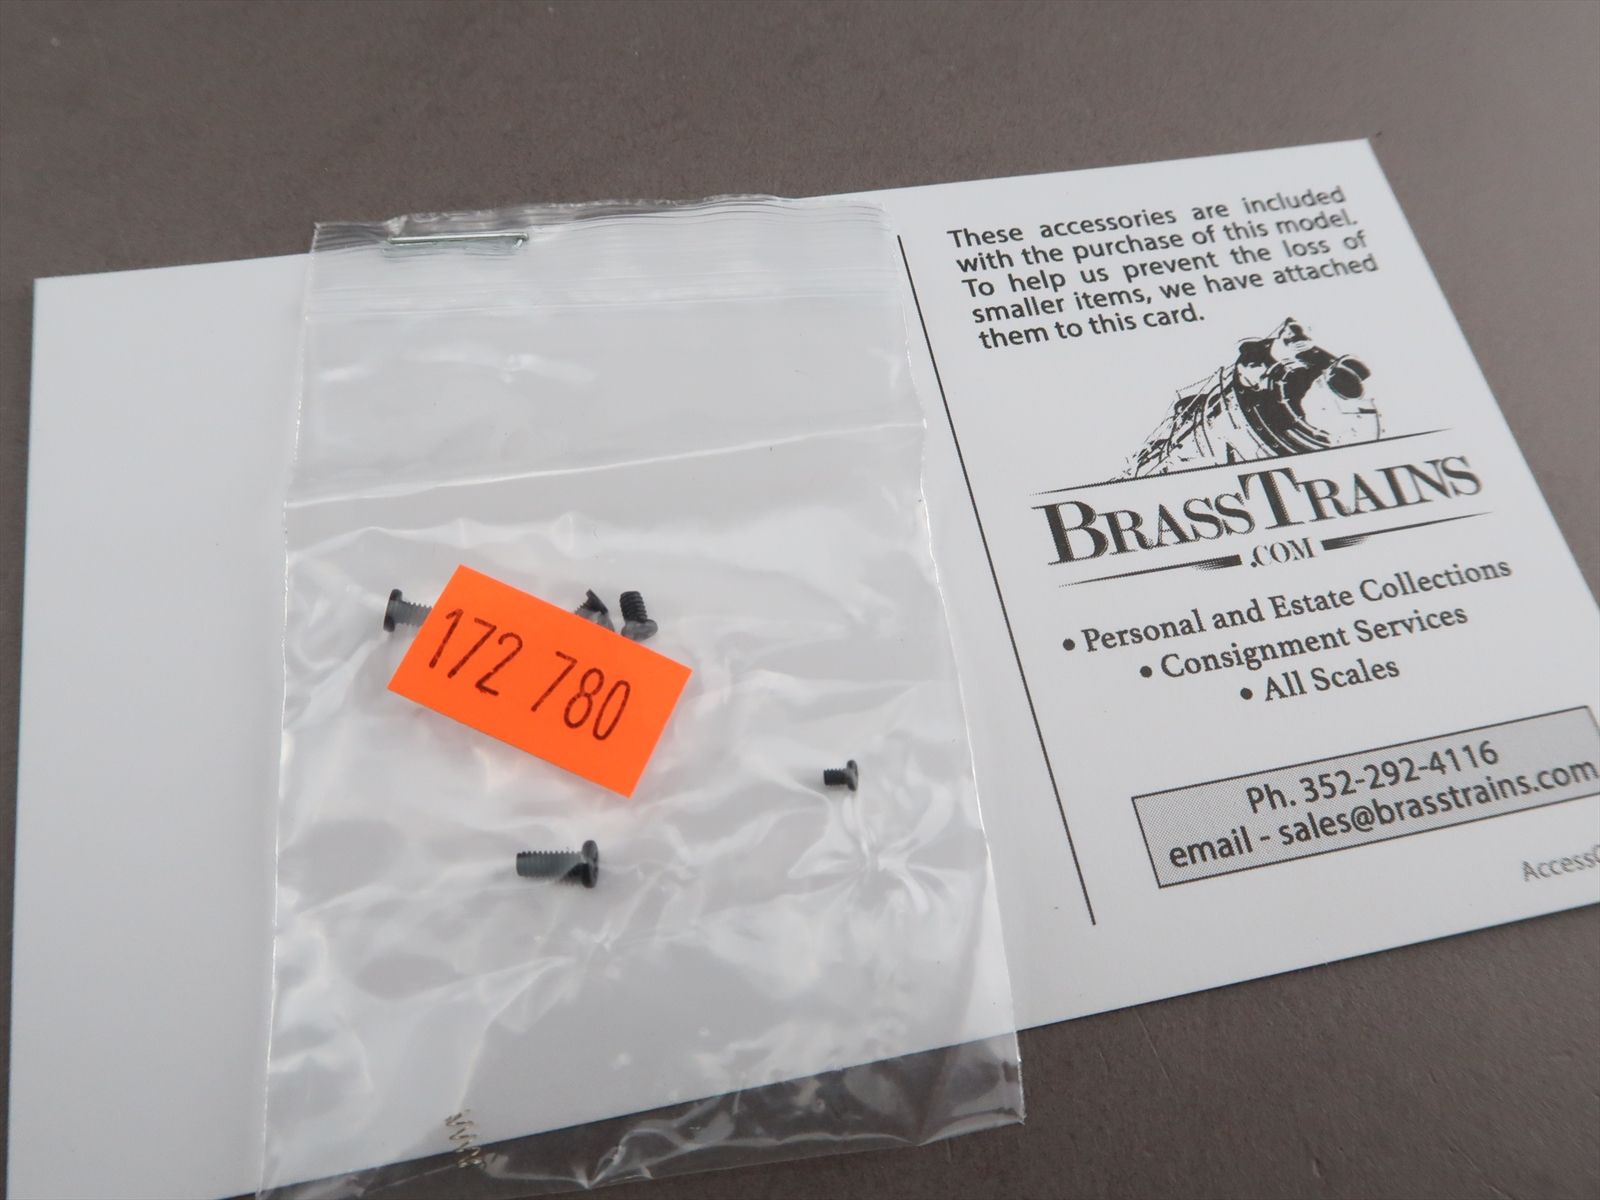 These accessories are included
with the purchase of this model.
To help us prevent the loss of
smaller items, we have attached
them to this card.
BRASSTRAINS
.COM
• Personal and Estate Collections
• Consignment Services
• All Scales
Ph. 352-292-4116
email - sales@brasstrains.com
172 780